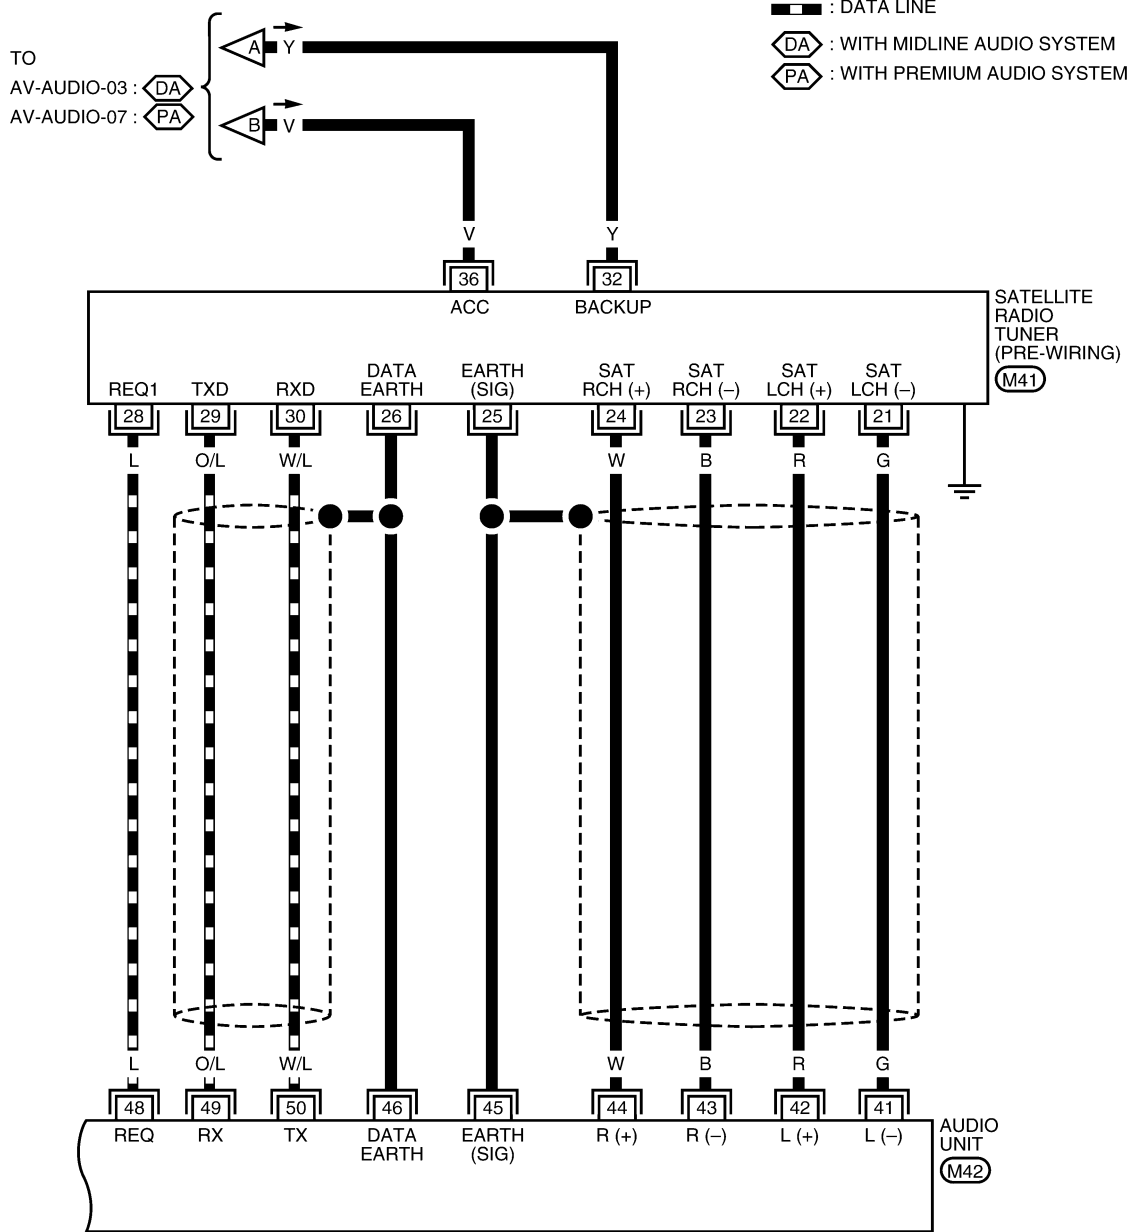 : DATA LINE
DA : WITH MIDLINE AUDIO SYSTEM
PA : WITH PREMIUM AUDIO SYSTEM
TO
AV-AUDIO-03 : DA
AV-AUDIO-07 : PA
A Y
B V
V Y
36 32
ACC BACKUP
SATELLITE
RADIO
TUNER
(PRE-WIRING)
M41
REQ1 TXD RXD DATA EARTH EARTH (SIG) SAT RCH (+) SAT RCH (–) SAT LCH (+) SAT LCH (–)
28 29 30 26 25 24 23 22 21
L O/L W/L W B R G
L O/L W/L W B R G
48 49 50 46 45 44 43 42 41
REQ RX TX DATA EARTH EARTH (SIG) R (+) R (–) L (+) L (–)
AUDIO
UNIT
M42